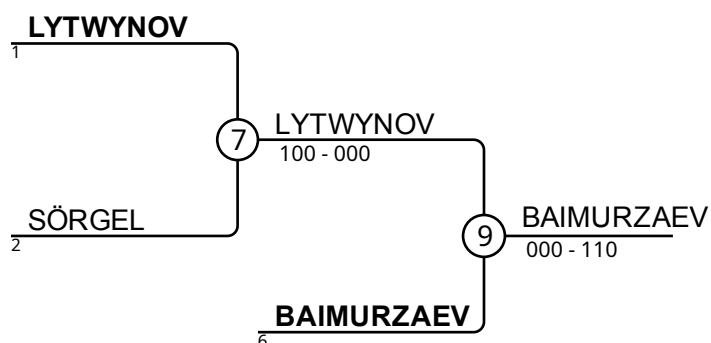 LYTWYNOV
1
7
LYTWYNOV
100 - 000
SÖRGEL
2
9
BAIMURZAEV
000 - 110
BAIMURZAEV
6